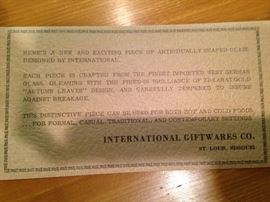 HERE'S A NEW AND EXCITING PIECE OF ARTISTICALLY SHAPED GLASS
DESIGNED BY INTERNATIONAL.
EACH PIECE IS CRAFTED FROM THE FINEST IMPORTED WEST GERMAN
GLASS, GLEAMING WITH THE FIRED-IN BRILLIANCE OF 22-KARAT GOLD
"AUTUMN LEAVES" DESIGN, AND CAREFULLY TEMPERED TO INSURE
AGAINST BREAKAGE.
THIS DISTINCTIVE PIECE CAN BE USED FOR BOTH HOT AND COLD FOODS
...FOR FORMAL, CASUAL, TRADITIONAL, AND CONTEMPORARY SETTINGS
INTERNATIONAL GIFTWARES CO.
ST. LOUIS, MISSOURI